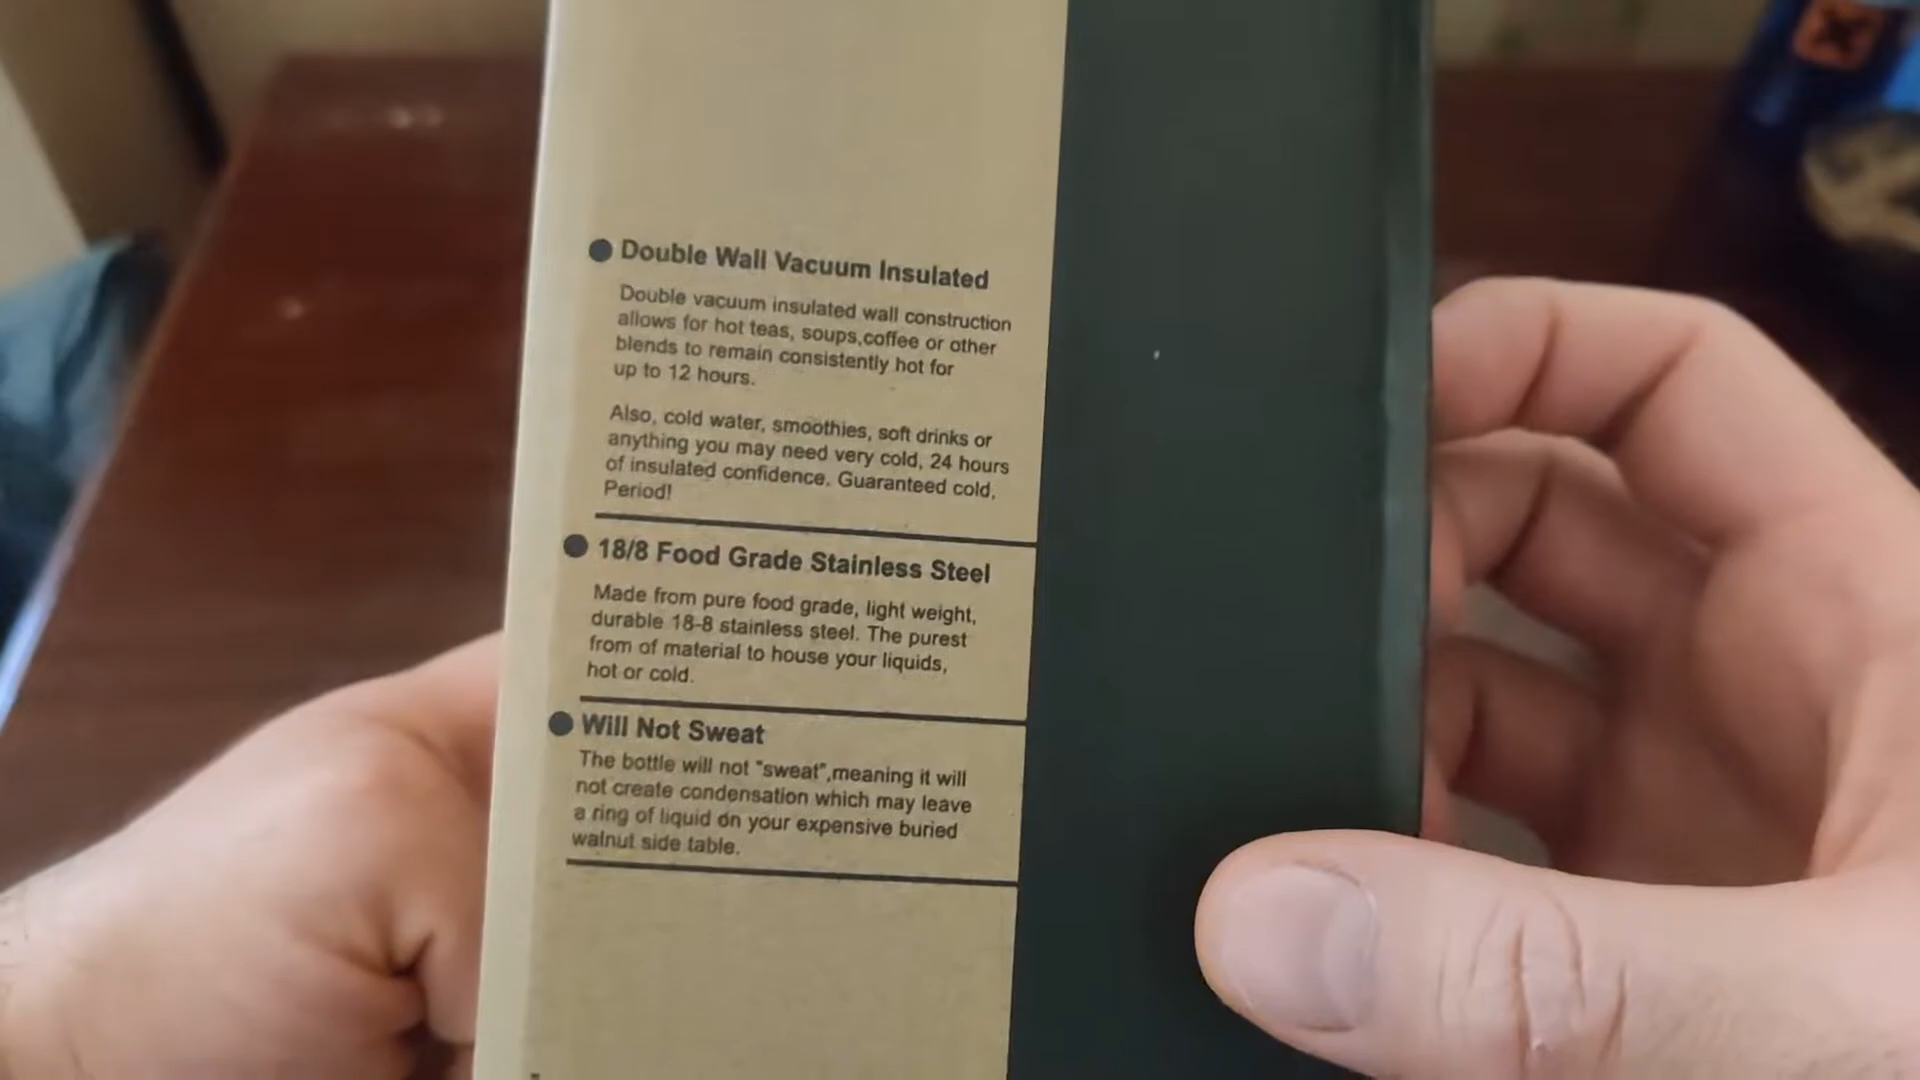 Double Wall Vacuum Insulated
Double vacuum insulated wall construction
allows for hot teas, soups,coffee or other
blends to remain consistently hot for
up to 12 hours.
Also, cold water, smoothies, soft drinks or
anything you may need very cold, 24 hours
of insulated confidence. Guaranteed cold,
Period!
18/8 Food Grade Stainless Steel
Made from pure food grade, light weight,
durable 18-8 stainless steel. The purest
from of material to house your liquids,
hot or cold.
Will Not Sweat
The bottle will not "sweat",meaning it will
not create condensation which may leave
a ring of liquid on your expensive buried
walnut side table.